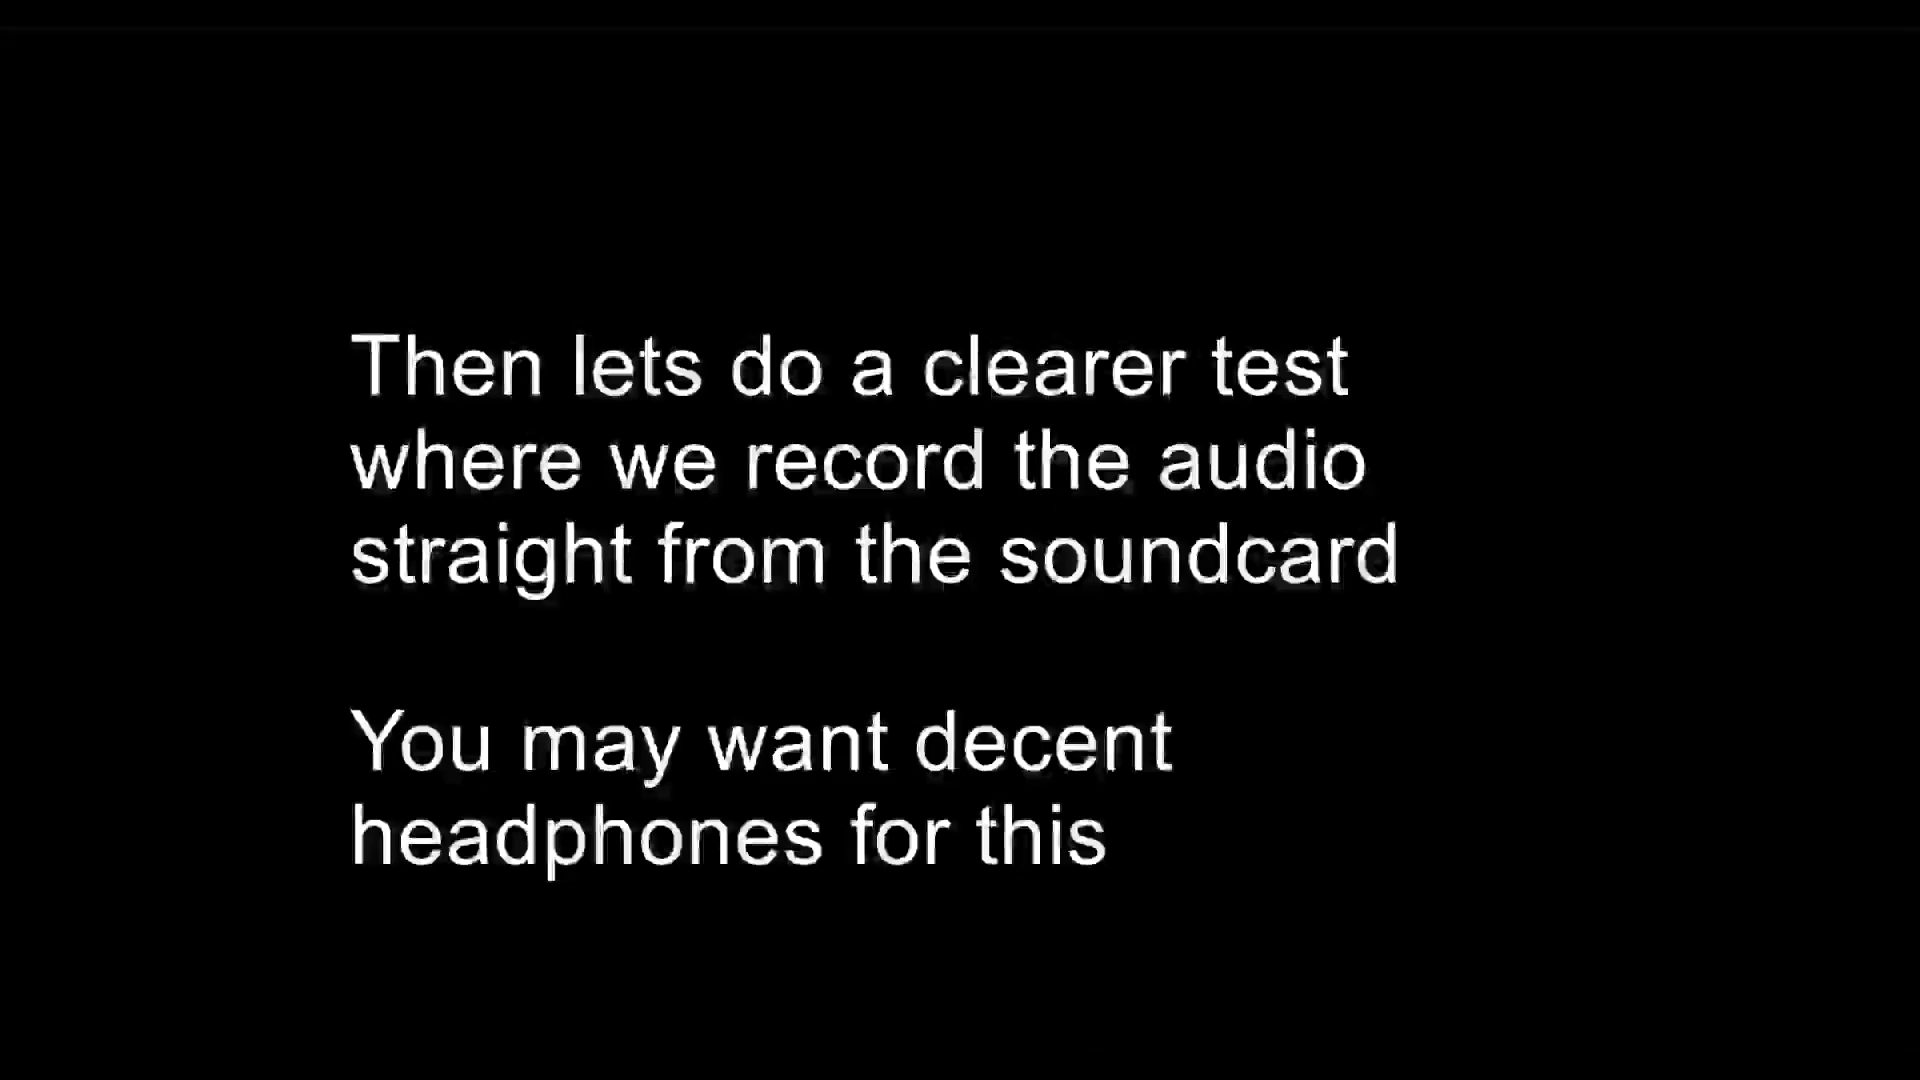 Then lets do a clearer test
where we record the audio
straight from the soundcard
You may want decent
headphones for this